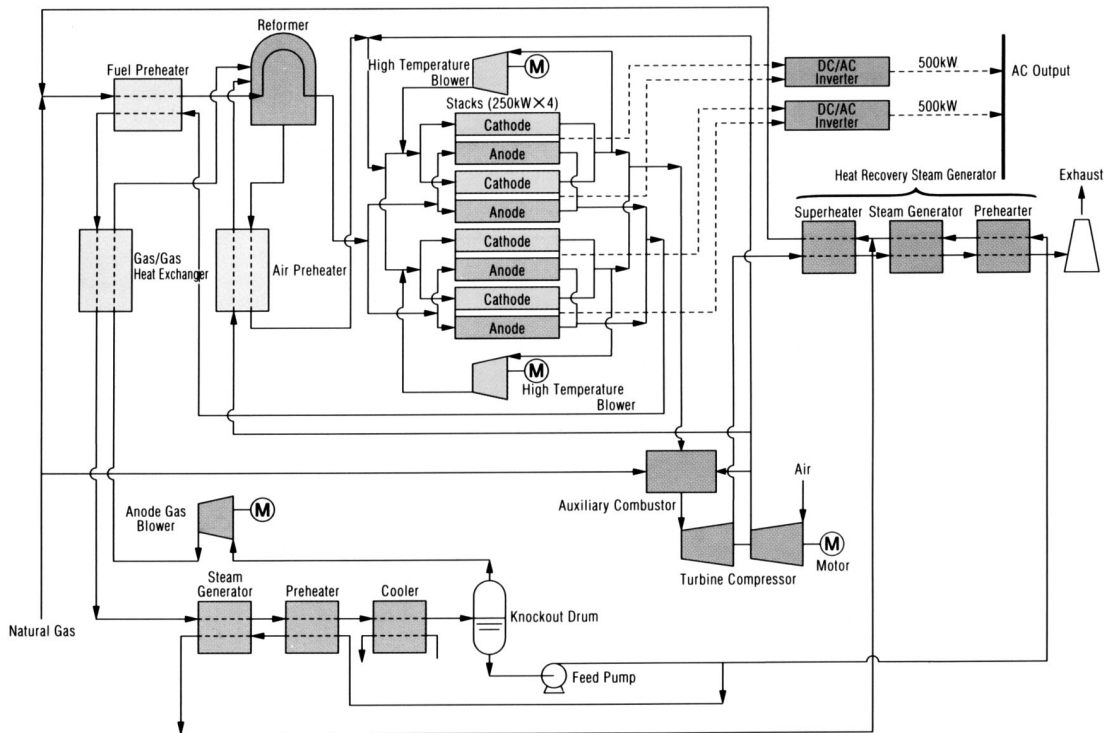 Reformer
Fuel Preheater
High Temperature
Blower
M
Stacks (250kW×4)
Cathode
Anode
Cathode
Anode
Cathode
Anode
Cathode
Anode
M
High Temperature
Blower
DC/AC
Inverter
500kW
DC/AC
Inverter
500kW
AC Output
Heat Recovery Steam Generator
Exhaust
Superheater
Steam Generator
Prehearter
Gas/Gas
Heat Exchanger
Air Preheater
Auxiliary Combustor
Air
Turbine Compressor
M
Motor
Anode Gas
Blower
M
Steam
Generator
Preheater
Cooler
Knockout Drum
Natural Gas
Feed Pump